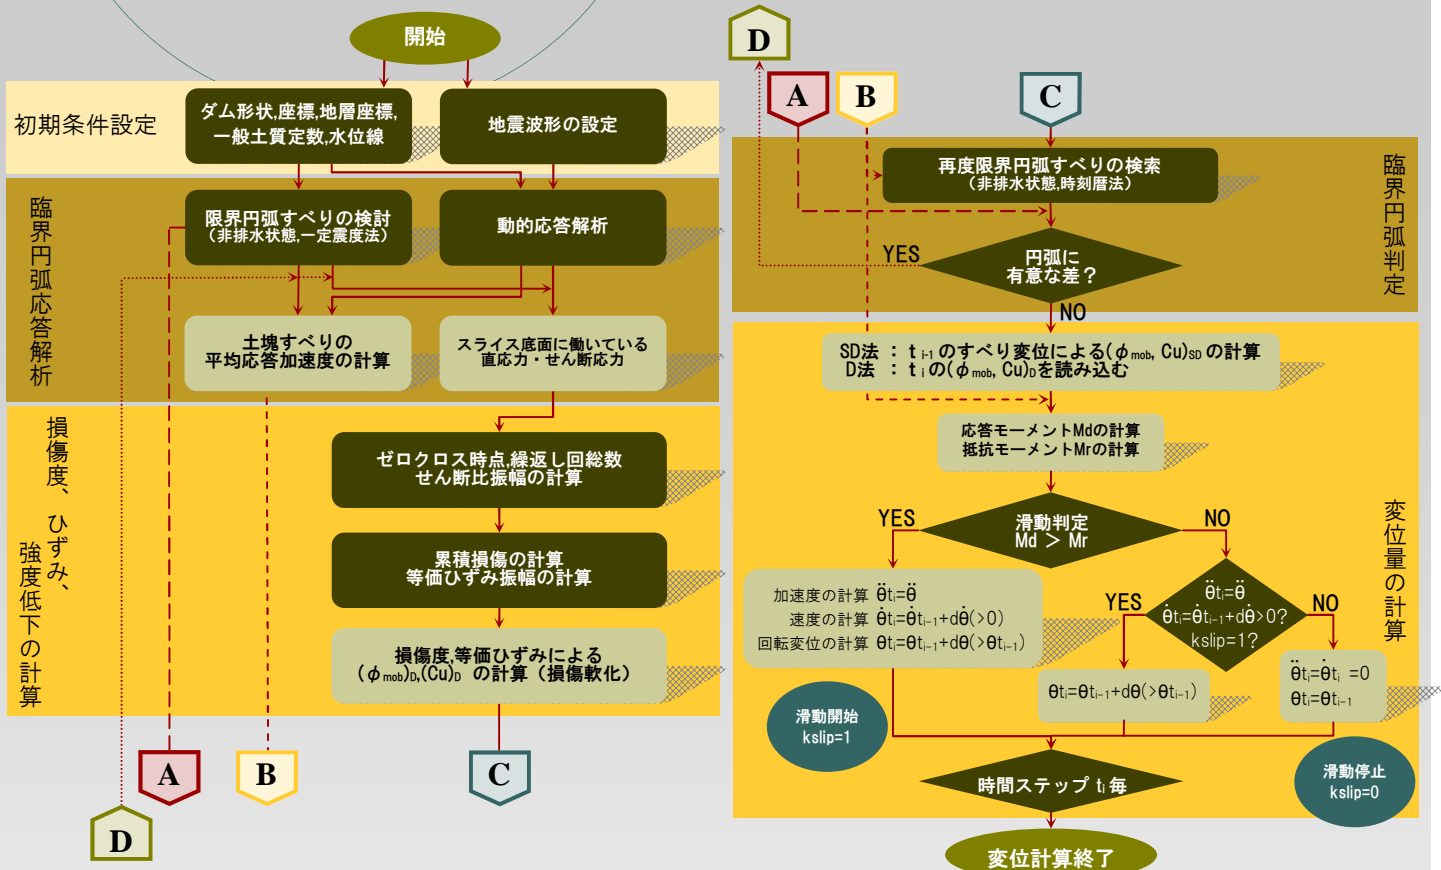 開始
初期条件設定
ダム形状,座標,地層座標,
一般土質定数,水位線
地震波形の設定
臨界円弧応答解析
限界円弧すべりの検討
(非排水状態,一定震度法)
動的応答解析
土塊すべりの
平均応答加速度の計算
スライス底面に働いている
直応力・せん断応力
損傷度、ひずみ、
強度低下の計算
ゼロクロス時点,繰返し回総数
せん断比振幅の計算
累積損傷の計算
等価ひずみ振幅の計算
損傷度,等価ひずみによる
(φmob)D,(Cu)D の計算（損傷軟化）
A
B
C
D
D
A
B
C
臨界円弧判定
再度限界円弧すべりの検索
(非排水状態,時刻暦法)
円弧に
有意な差？
YES
NO
変位量の計算
SD法 ： t i-1 のすべり変位による(φmob, Cu)SD の計算
D法 ： t i の(φmob, Cu)Dを読み込む
応答モーメントMdの計算
抵抗モーメントMrの計算
滑動判定
Md ＞ Mr
YES
NO
加速度の計算 θ̈ti=θ̈
速度の計算 θ̇ti=θ̇ti-1+dθ̇(>0)
回転変位の計算 θti=θti-1+dθ(>θti-1)
θ̈ti=θ̈
θ̇ti=θ̇ti-1+dθ̇>0?
kslip=1?
YES
NO
θti=θti-1+dθ(>θti-1)
θ̈ti=θ̇ti =0
θti=θti-1
滑動開始
kslip=1
滑動停止
kslip=0
時間ステップ ti 毎
変位計算終了